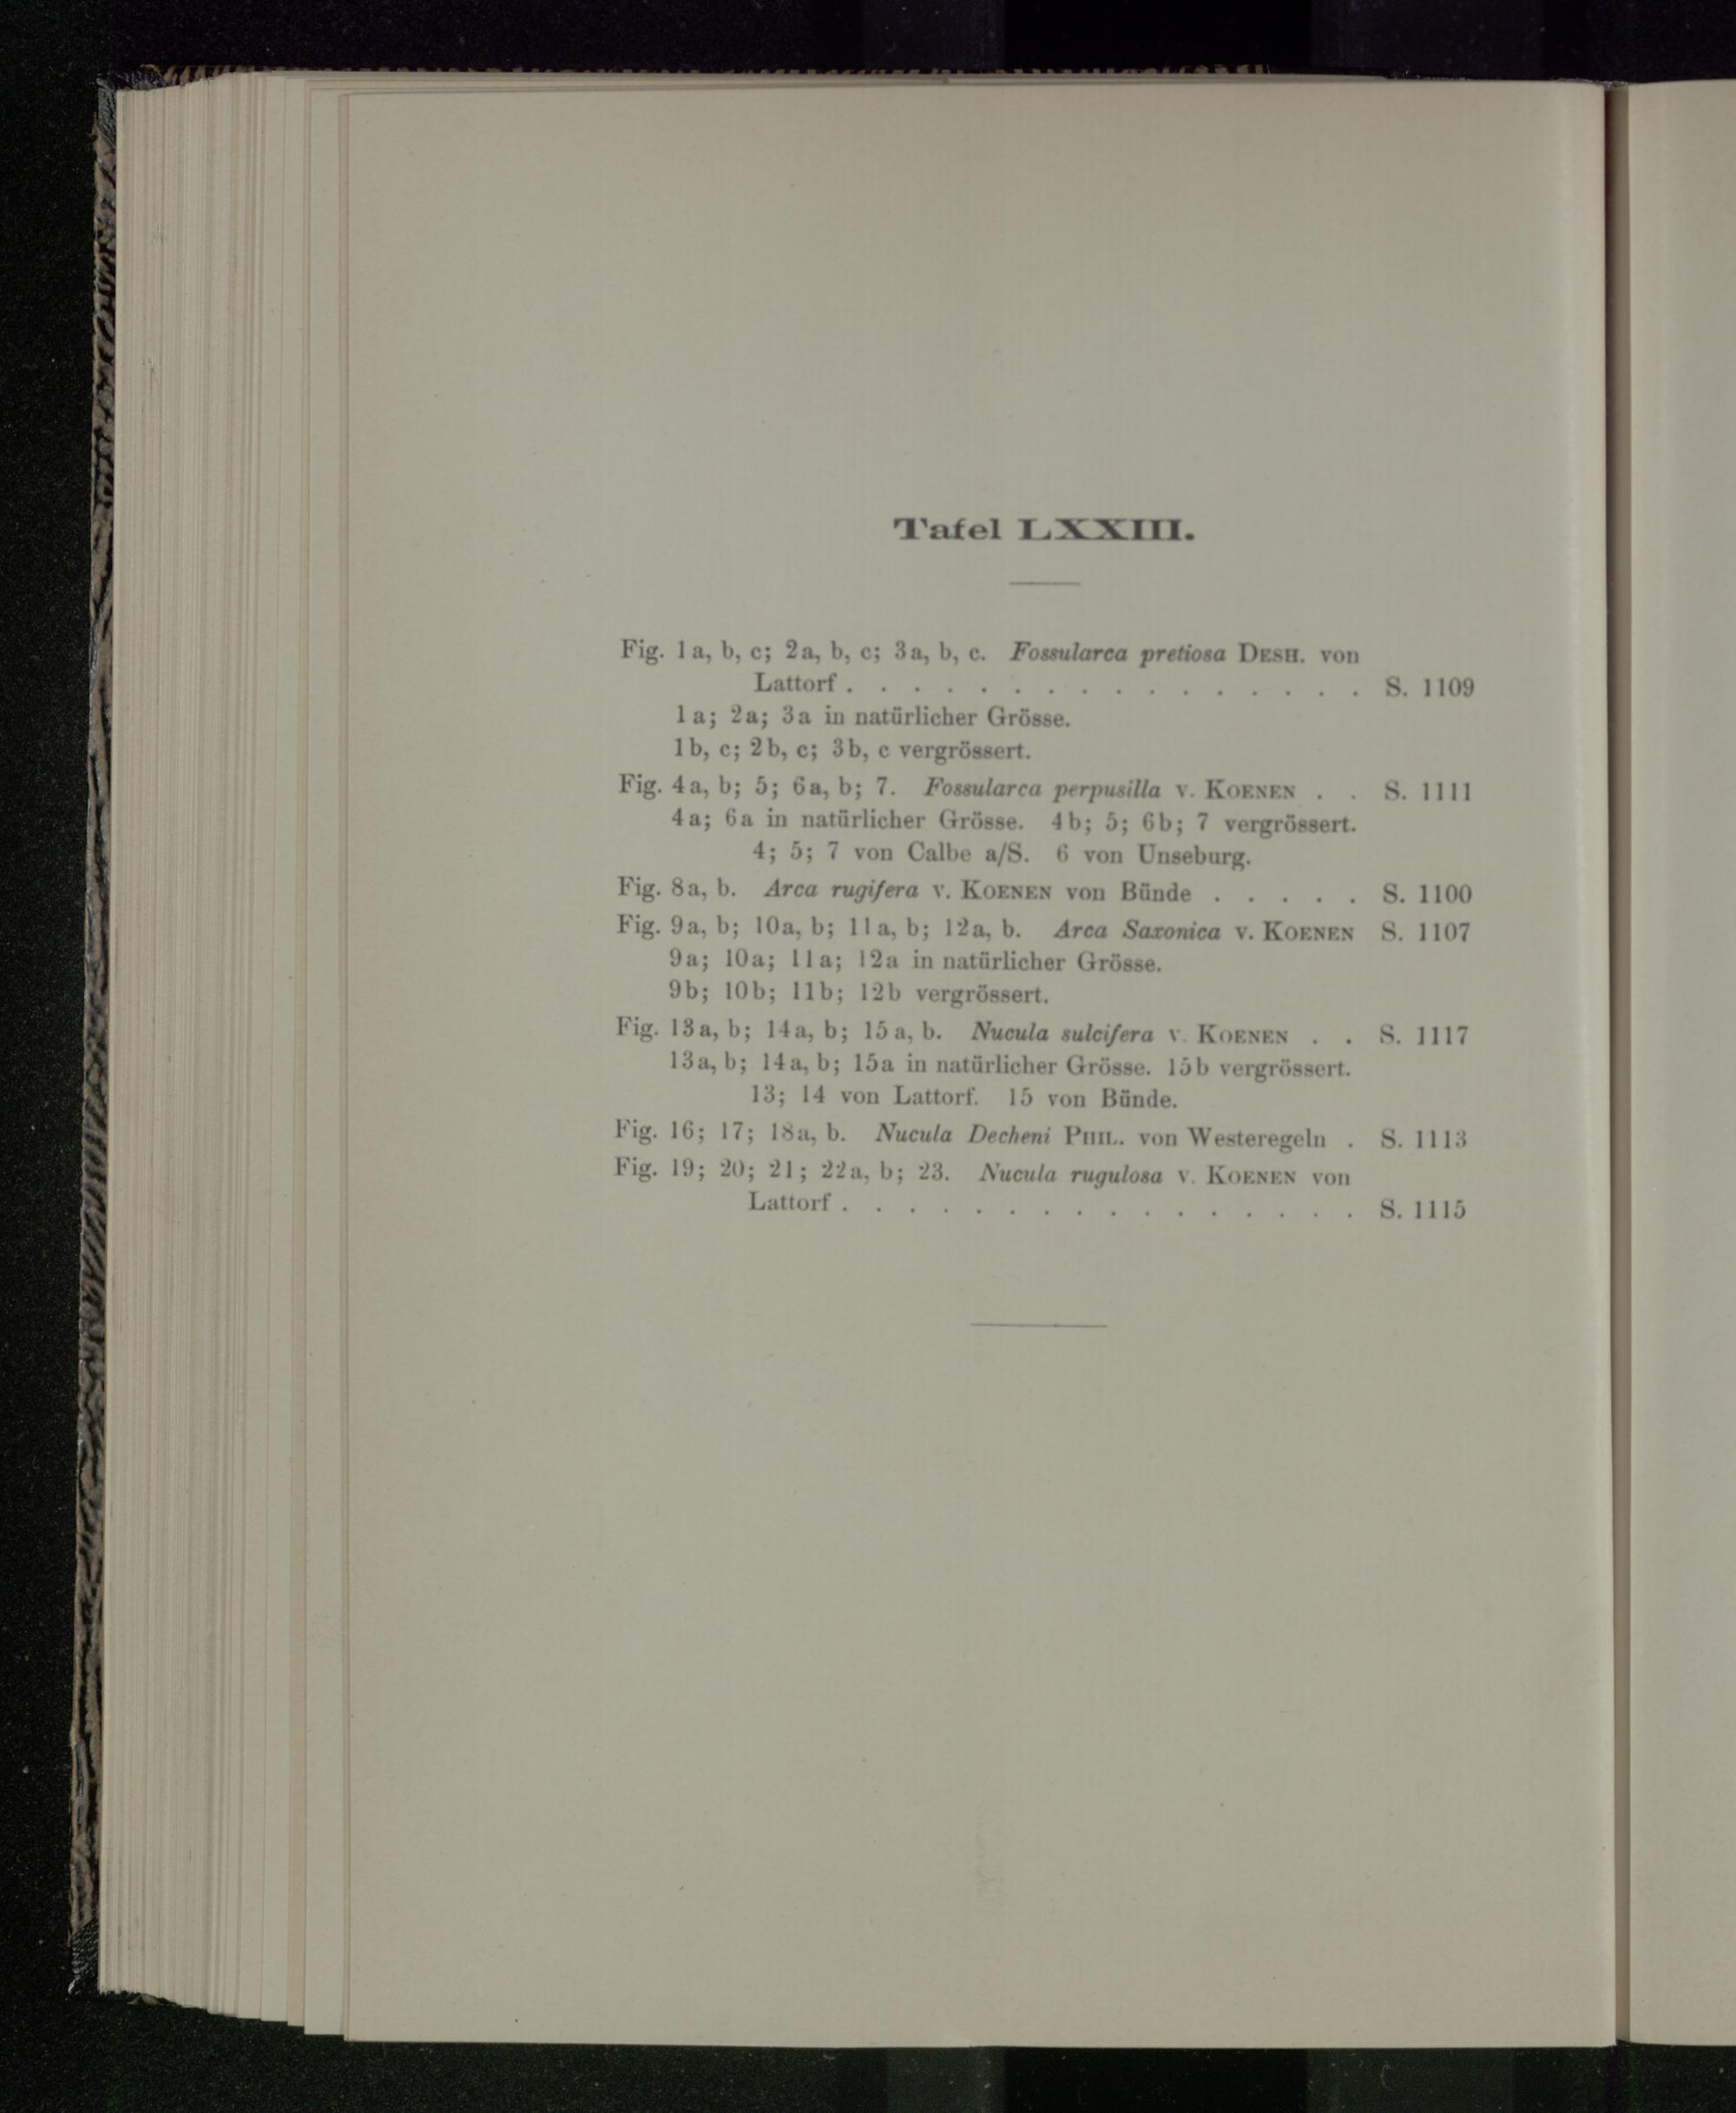 Tafel LXXIII.
Fig. 1a, b, c; 2a, b, c; 3a, b, c. Fossularca pretiosa DESH. von
Lattorf . . . . . . . . . . . . . . . . S. 1109
1a; 2a; 3a in natürlicher Grösse.
1b, c; 2b, c; 3b, c vergrössert.
Fig. 4a, b; 5; 6a, b; 7. Fossularca perpusilla v. KOENEN . . S. 1111
4a; 6a in natürlicher Grösse. 4b; 5; 6b; 7 vergrössert.
4; 5; 7 von Calbe a/S. 6 von Unseburg.
Fig. 8a, b. Arca rugifera v. KOENEN von Bünde . . . . . S. 1100
Fig. 9a, b; 10a, b; 11a, b; 12a, b. Arca Saxonica v. KOENEN S. 1107
9a; 10a; 11a; 12a in natürlicher Grösse.
9b; 10b; 11b; 12b vergrössert.
Fig. 13a, b; 14a, b; 15a, b. Nucula sulcifera v. KOENEN . . S. 1117
13a, b; 14a, b; 15a in natürlicher Grösse. 15b vergrössert.
13; 14 von Lattorf. 15 von Bünde.
Fig. 16; 17; 18a, b. Nucula Decheni PHIL. von Westeregeln . S. 1113
Fig. 19; 20; 21; 22a, b; 23. Nucula rugulosa v. KOENEN von
Lattorf . . . . . . . . . . . . . . . . S. 1115